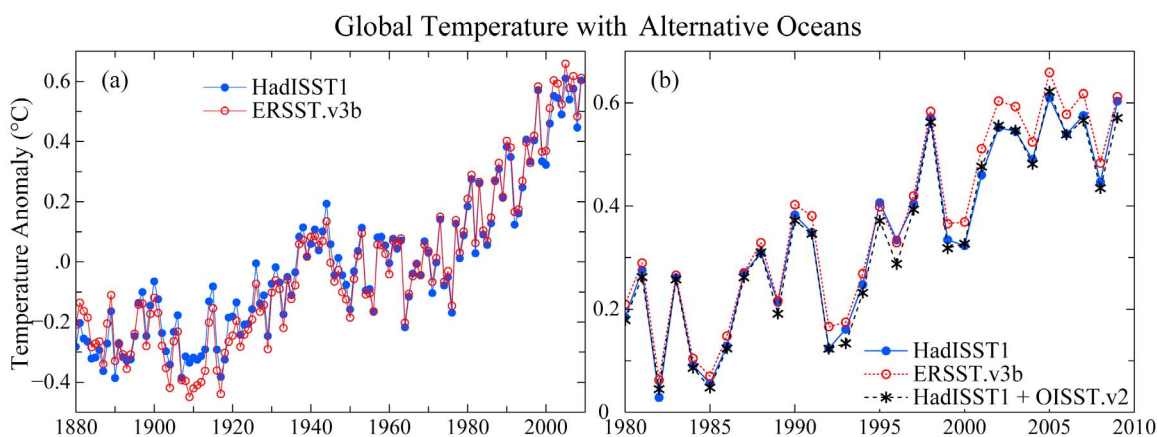 Global Temperature with Alternative Oceans
Temperature Anomaly (°C)
(a)
HadISST1
ERSST.v3b
0.6
0.4
0.2
.0
−0.2
−0.4
1880 1900 1920 1940 1960 1980 2000
(b)
0.6
0.4
0.2
0
HadISST1
ERSST.v3b
HadISST1 + OISST.v2
1980 1985 1990 1995 2000 2005 2010